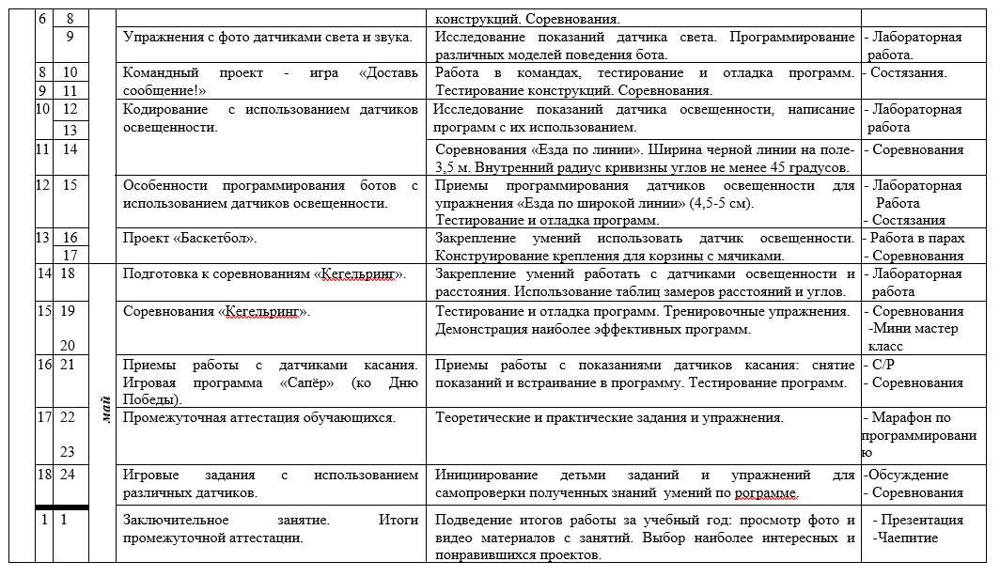 6 8 конструкций. Соревнования.
9 Упражнения с фото датчиками света и звука. Исследование показаний датчика света. Программирование - Лабораторная
различных моделей поведения бота. работа.
8 10 Командный проект - игра «Доставь Работа в командах, тестирование и отладка программ. - Состязания.
9 11 сообщение!» Тестирование конструкций. Соревнования.
10 12 Кодирование с использованием датчиков Исследование показаний датчика освещенности, написание - Лабораторная
13 освещенности. программ с их использованием. работа
11 14 Соревнования «Езда по линии». Ширина черной линии на поле- - Соревнования
3,5 м. Внутренний радиус кривизны углов не менее 45 градусов.
12 15 Особенности программирования ботов с Приемы программирования датчиков освещенности для - Лабораторная
использованием датчиков освещенности. упражнения «Езда по широкой линии» (4,5-5 см). Работа
Тестирование и отладка программ. - Состязания
13 16 Проект «Баскетбол». Закрепление умений использовать датчик освещенности. - Работа в парах
17 Конструирование крепления для корзины с мячиками. - Соревнования
май
14 18 Подготовка к соревнованиям «Кегельринг». Закрепление умений работать с датчиками освещенности и - Лабораторная
расстояния. Использование таблиц замеров расстояний и углов. работа
15 19 Соревнования «Кегельринг». Тестирование и отладка программ. Тренировочные упражнения. - Соревнования
Демонстрация наиболее эффективных программ. -Мини мастер
20 класс
16 21 Приемы работы с датчиками касания. Приемы работы с показаниями датчиков касания: снятие - С/Р
Игровая программа «Сапёр» (ко Дню показаний и встраивание в программу. Тестирование программ. - Соревнования
Победы).
17 22 Промежуточная аттестация обучающихся. Теоретические и практические задания и упражнения. - Марафон по
программировани
23 ю
18 24 Игровые задания с использованием Инициирование детьми заданий и упражнений для -Обсуждение
различных датчиков. самопроверки полученных знаний умений по рограмме. - Соревнования
1 1 Заключительное занятие. Итоги Подведение итогов работы за учебный год: просмотр фото и - Презентация
промежуточной аттестации. видео материалов с занятий. Выбор наиболее интересных и -Чаепитие
понравившихся проектов.